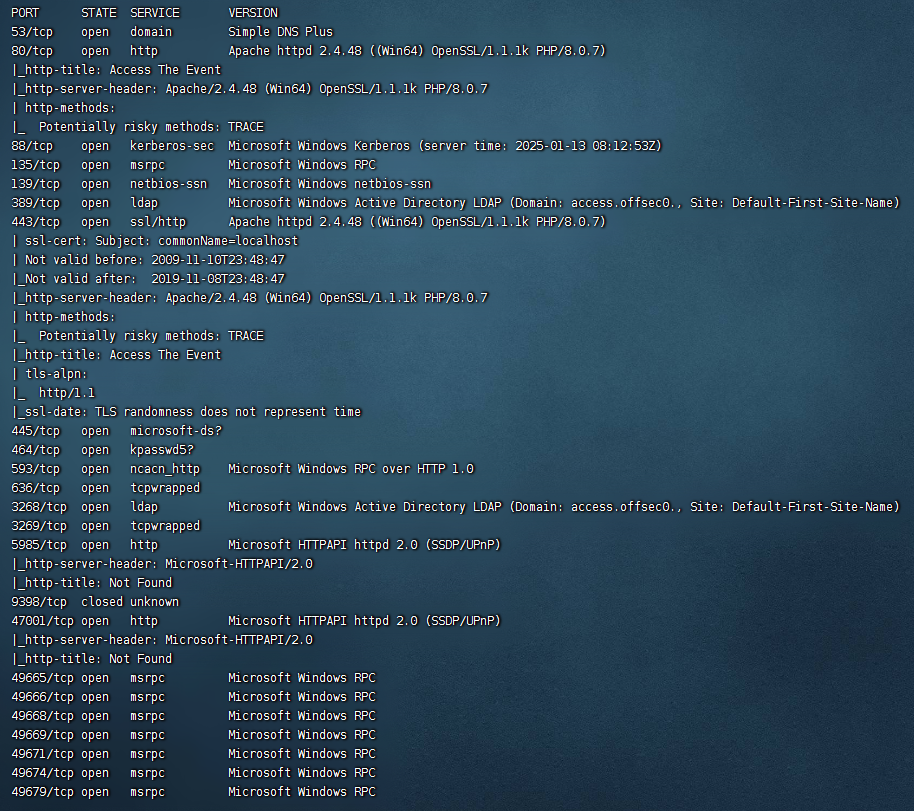 PORT      STATE  SERVICE       VERSION
53/tcp    open   domain        Simple DNS Plus
80/tcp    open   http          Apache httpd 2.4.48 ((Win64) OpenSSL/1.1.1k PHP/8.0.7)
|_http-title: Access The Event
|_http-server-header: Apache/2.4.48 (Win64) OpenSSL/1.1.1k PHP/8.0.7
| http-methods:
|_  Potentially risky methods: TRACE
88/tcp    open   kerberos-sec  Microsoft Windows Kerberos (server time: 2025-01-13 08:12:53Z)
135/tcp   open   msrpc         Microsoft Windows RPC
139/tcp   open   netbios-ssn   Microsoft Windows netbios-ssn
389/tcp   open   ldap          Microsoft Windows Active Directory LDAP (Domain: access.offsec0., Site: Default-First-Site-Name)
443/tcp   open   ssl/http      Apache httpd 2.4.48 ((Win64) OpenSSL/1.1.1k PHP/8.0.7)
| ssl-cert: Subject: commonName=localhost
| Not valid before: 2009-11-10T23:48:47
|_Not valid after:  2019-11-08T23:48:47
|_http-server-header: Apache/2.4.48 (Win64) OpenSSL/1.1.1k PHP/8.0.7
| http-methods:
|_  Potentially risky methods: TRACE
|_http-title: Access The Event
| tls-alpn:
|_  http/1.1
|_ssl-date: TLS randomness does not represent time
445/tcp   open   microsoft-ds?
464/tcp   open   kpasswd5?
593/tcp   open   ncacn_http    Microsoft Windows RPC over HTTP 1.0
636/tcp   open   tcpwrapped
3268/tcp  open   ldap          Microsoft Windows Active Directory LDAP (Domain: access.offsec0., Site: Default-First-Site-Name)
3269/tcp  open   tcpwrapped
5985/tcp  open   http          Microsoft HTTPAPI httpd 2.0 (SSDP/UPnP)
|_http-server-header: Microsoft-HTTPAPI/2.0
|_http-title: Not Found
9398/tcp  closed unknown
47001/tcp open   http          Microsoft HTTPAPI httpd 2.0 (SSDP/UPnP)
|_http-server-header: Microsoft-HTTPAPI/2.0
|_http-title: Not Found
49665/tcp open   msrpc         Microsoft Windows RPC
49666/tcp open   msrpc         Microsoft Windows RPC
49668/tcp open   msrpc         Microsoft Windows RPC
49669/tcp open   msrpc         Microsoft Windows RPC
49671/tcp open   msrpc         Microsoft Windows RPC
49674/tcp open   msrpc         Microsoft Windows RPC
49679/tcp open   msrpc         Microsoft Windows RPC